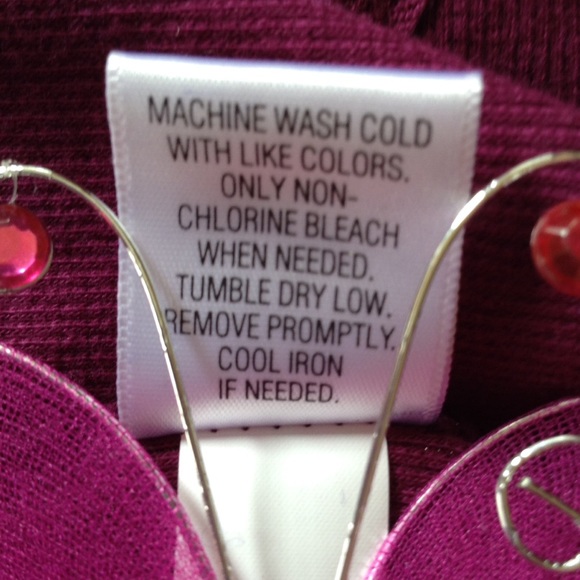 MACHINE WASH COLD
WITH LIKE COLORS.
ONLY NON-
CHLORINE BLEACH
WHEN NEEDED.
TUMBLE DRY LOW.
REMOVE PROMPTLY.
COOL IRON
IF NEEDED.